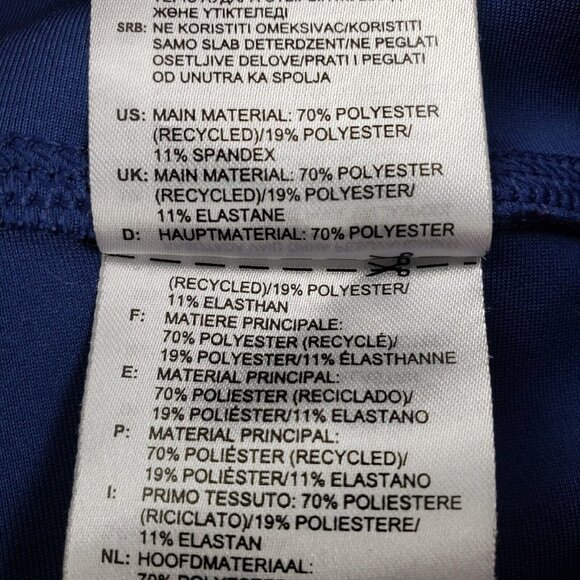 ЖӘНЕ ҮТІКТЕЛЕДІ
SRB: NE KORISTITI OMEKSIVAC/KORISTITI
SAMO SLAB DETERDZENT/NE PEGLATI
OSETLJIVE DELOVE/PRATI I PEGLATI
OD UNUTRA KA SPOLJA
US: MAIN MATERIAL: 70% POLYESTER
(RECYCLED)/19% POLYESTER/
11% SPANDEX
UK: MAIN MATERIAL: 70% POLYESTER
(RECYCLED)/19% POLYESTER/
11% ELASTANE
D: HAUPTMATERIAL: 70% POLYESTER
(RECYCLED)/19% POLYESTER/
11% ELASTHAN
F: MATIERE PRINCIPALE:
70% POLYESTER (RECYCLÉ)/
19% POLYESTER/11% ÉLASTHANNE
E: MATERIAL PRINCIPAL:
70% POLIÉSTER (RECICLADO)/
19% POLIÉSTER/11% ELASTANO
P: MATERIAL PRINCIPAL:
70% POLIÉSTER (RECYCLED)/
19% POLIÉSTER/11% ELASTANO
I: PRIMO TESSUTO: 70% POLIESTERE
(RICICLATO)/19% POLIESTERE/
11% ELASTAN
NL: HOOFDMATERIAAL:
70% POLYESTER